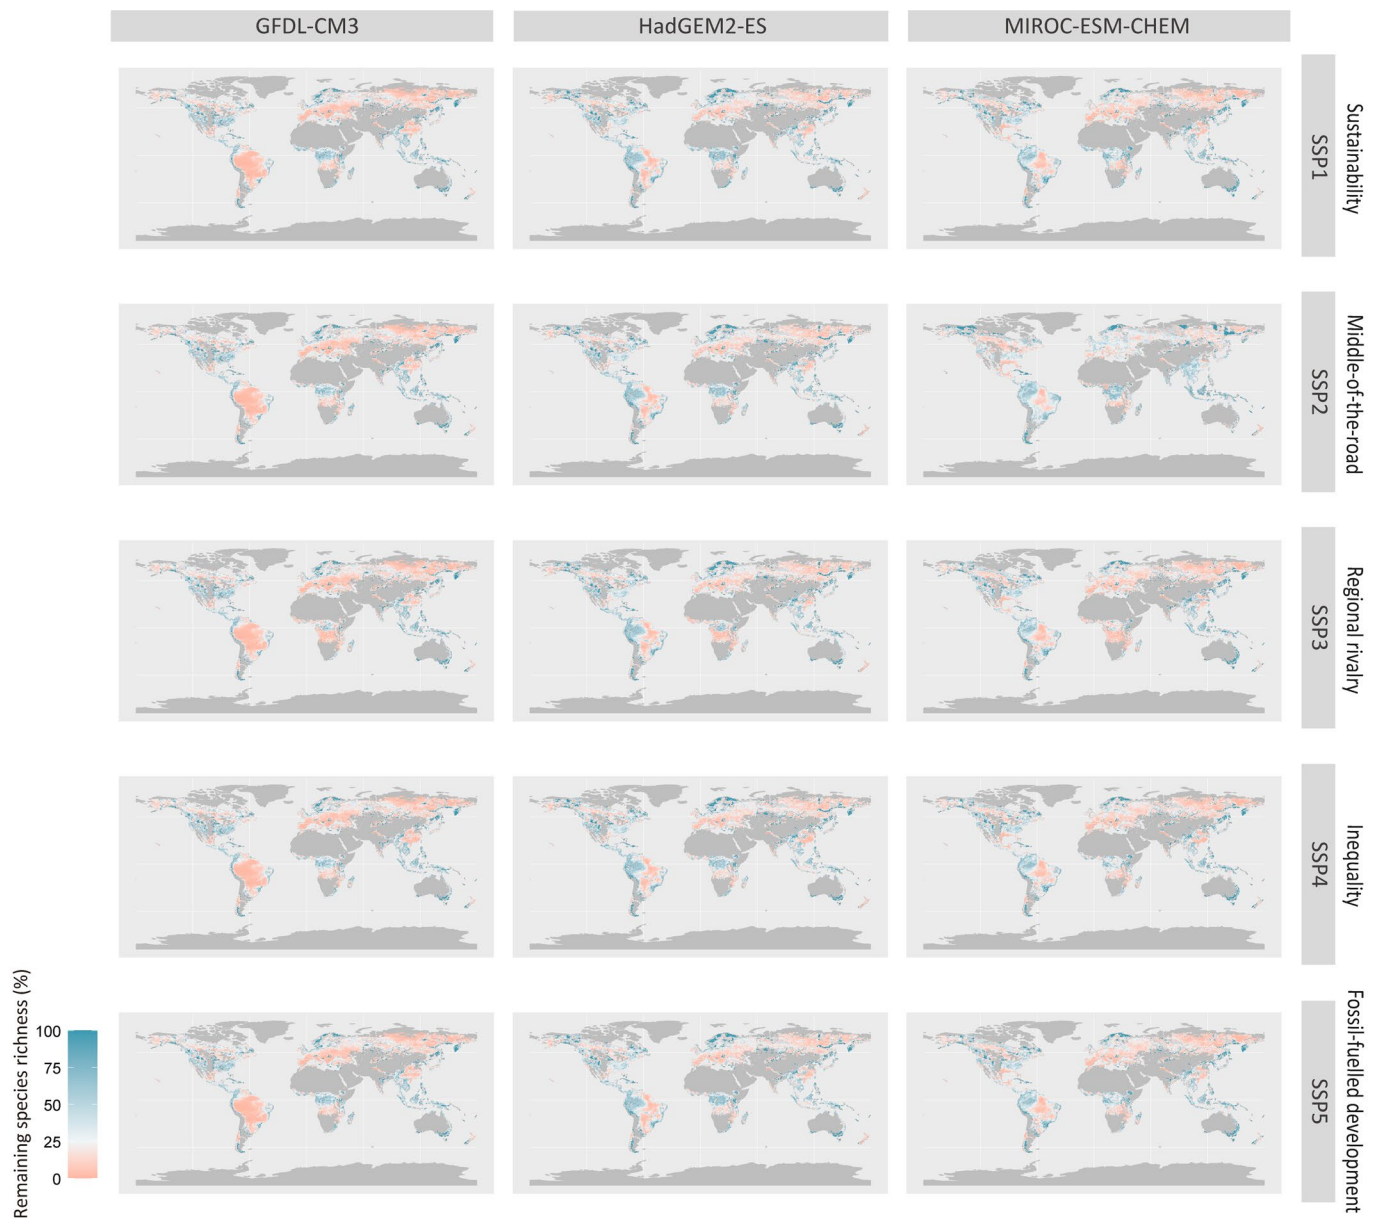 GFDL-CM3
HadGEM2-ES
MIROC-ESM-CHEM
Sustainability
SSP1
Middle-of-the-road
SSP2
Regional rivalry
SSP3
Inequality
SSP4
Fossil-fuelled development
SSP5
Remaining species richness (%)
100
75
50
25
0